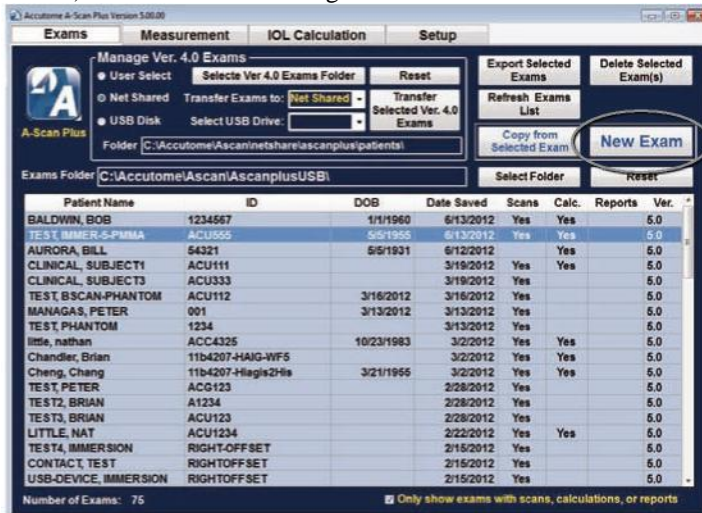 Accutome A-Scan Plus Version 5.00.00
Exams Measurement IOL Calculation Setup
A-Scan Plus
Manage Ver. 4.0 Exams
User Select Selecte Ver 4.0 Exams Folder Reset
Net Shared Transfer Exams to: Net Shared Transfer Selected Ver. 4.0 Exams
USB Disk Select USB Drive:
Folder C:\Accutome\Ascan\netshare\ascanplus\patients\
Export Selected Exams Delete Selected Exam(s)
Refresh Exams List
Copy from Selected Exam New Exam
Exams Folder C:\Accutome\Ascan\AscanplusUSB\ Select Folder Reset
Patient Name ID DOB Date Saved Scans Calc. Reports Ver.
BALDWIN, BOB 1234567 1/1/1960 6/13/2012 Yes Yes 5.0
TEST, IMMER-5-PMMA ACU555 5/5/1955 6/13/2012 Yes Yes 5.0
AURORA, BILL 54321 5/5/1931 6/12/2012 Yes 5.0
CLINICAL, SUBJECT1 ACU111 3/19/2012 Yes Yes 5.0
CLINICAL, SUBJECT3 ACU333 3/19/2012 Yes 5.0
TEST, BSCAN-PHANTOM ACU112 3/16/2012 3/16/2012 Yes 5.0
MANAGAS, PETER 001 3/13/2012 3/13/2012 Yes 5.0
TEST, PHANTOM 1234 3/13/2012 Yes 5.0
little, nathan ACC4325 10/23/1983 3/2/2012 Yes Yes 5.0
Chandler, Brian 11b4207-HAIG-WF5 3/2/2012 Yes Yes 5.0
Cheng, Chang 11b4207-Hiagis2His 3/21/1955 3/2/2012 Yes Yes 5.0
TEST, PETER ACG123 2/28/2012 Yes 5.0
TEST2, BRIAN A1234 2/28/2012 Yes 5.0
TEST3, BRIAN ACU123 2/28/2012 Yes 5.0
LITTLE, NAT ACU1234 2/22/2012 Yes Yes 5.0
TEST4, IMMERSION RIGHT-OFFSET 2/15/2012 Yes 5.0
CONTACT, TEST RIGHTOFFSET 2/15/2012 Yes 5.0
USB-DEVICE, IMMERSION RIGHTOFFSET 2/15/2012 Yes 5.0
Number of Exams: 75 Only show exams with scans, calculations, or reports